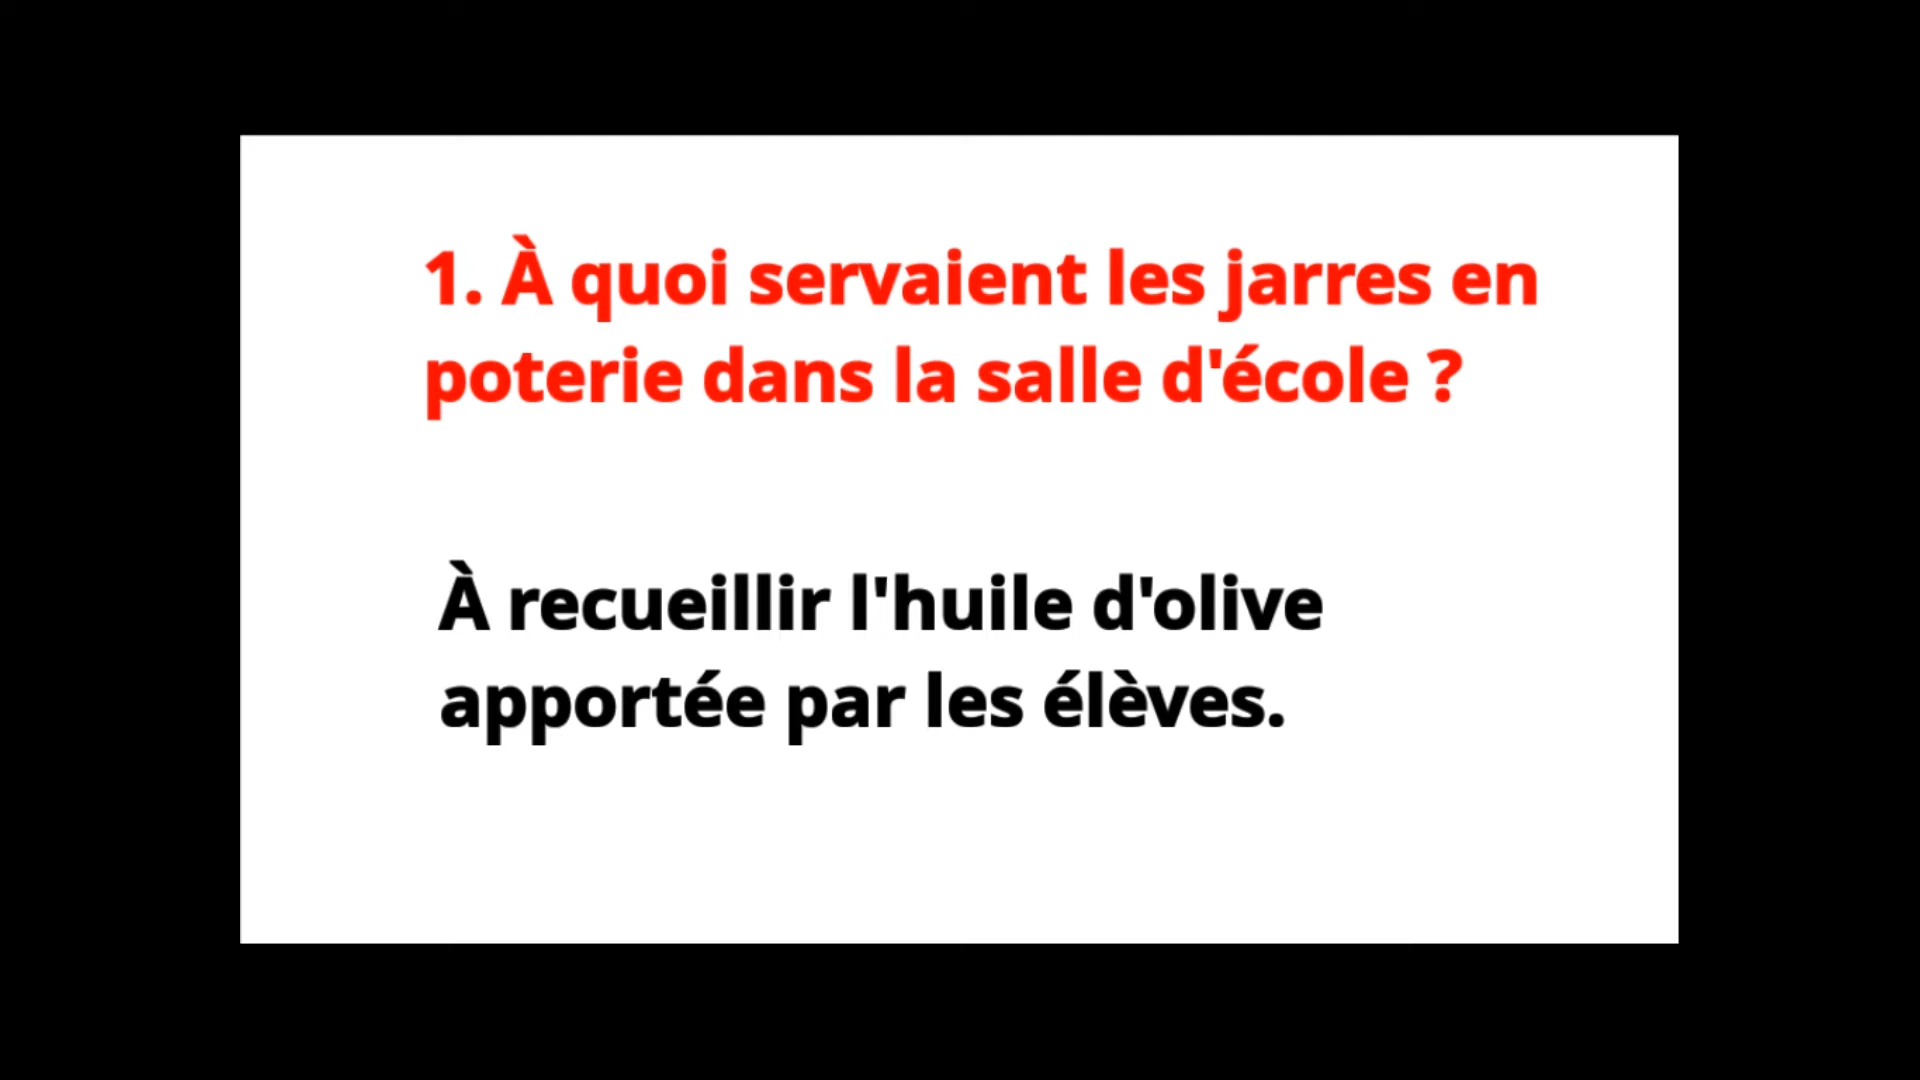 1. À quoi servaient les jarres en
poterie dans la salle d'école ?
À recueillir l'huile d'olive
apportée par les élèves.